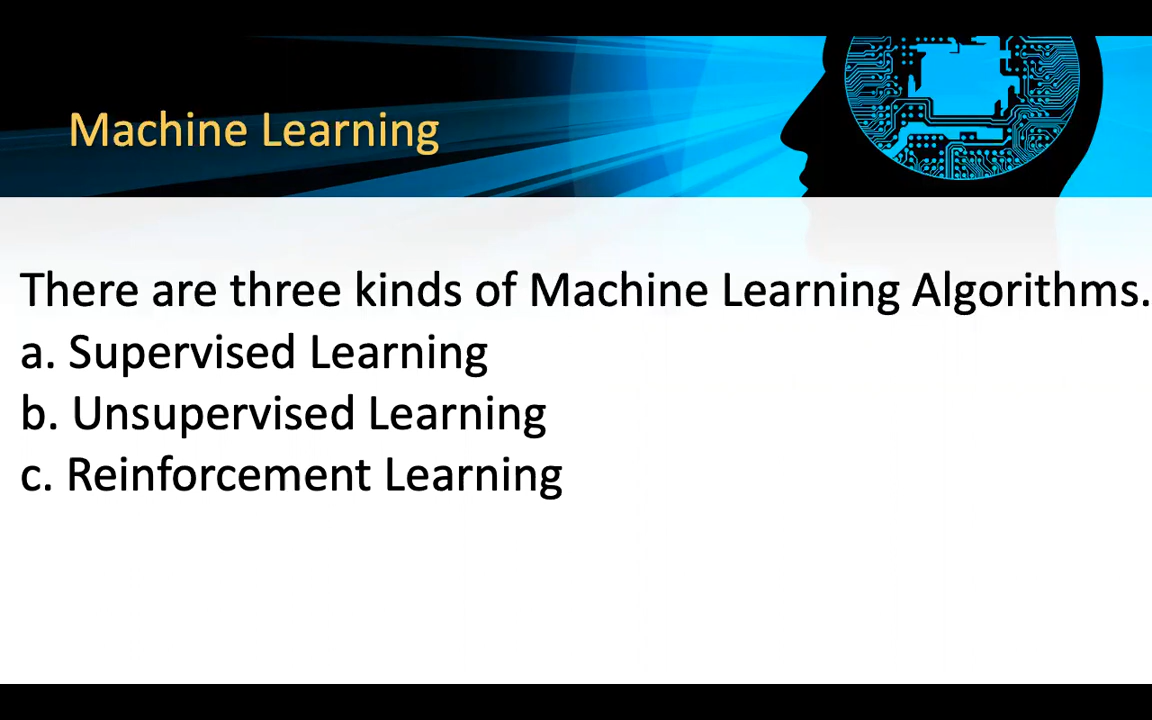 Machine Learning
There are three kinds of Machine Learning Algorithms.
a. Supervised Learning
b. Unsupervised Learning
c. Reinforcement Learning